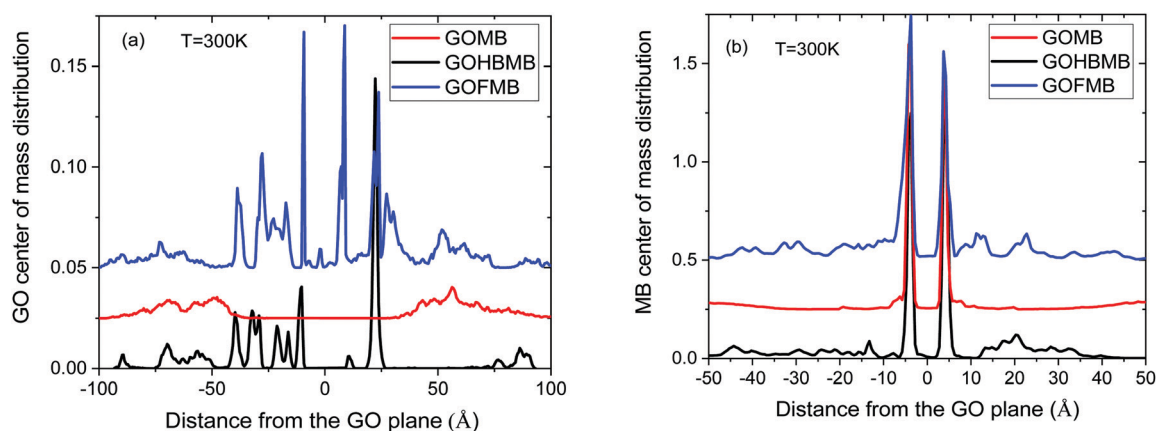 (a)
T=300K
GOMB
GOHBMB
GOFMB
GO center of mass distribution
0.15
0.10
0.05
0.00
-100
-50
0
50
100
Distance from the GO plane (Å)
(b)
T=300K
GOMB
GOHBMB
GOFMB
MB center of mass distribution
1.5
1.0
0.5
0.0
-50 -40 -30 -20 -10 0 10 20 30 40 50
Distance from the GO plane (Å)